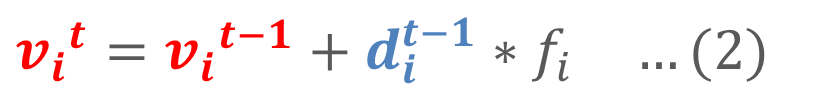 v_i^t = v_i^{t-1} + d_i^{t-1} * f_i ...(2)